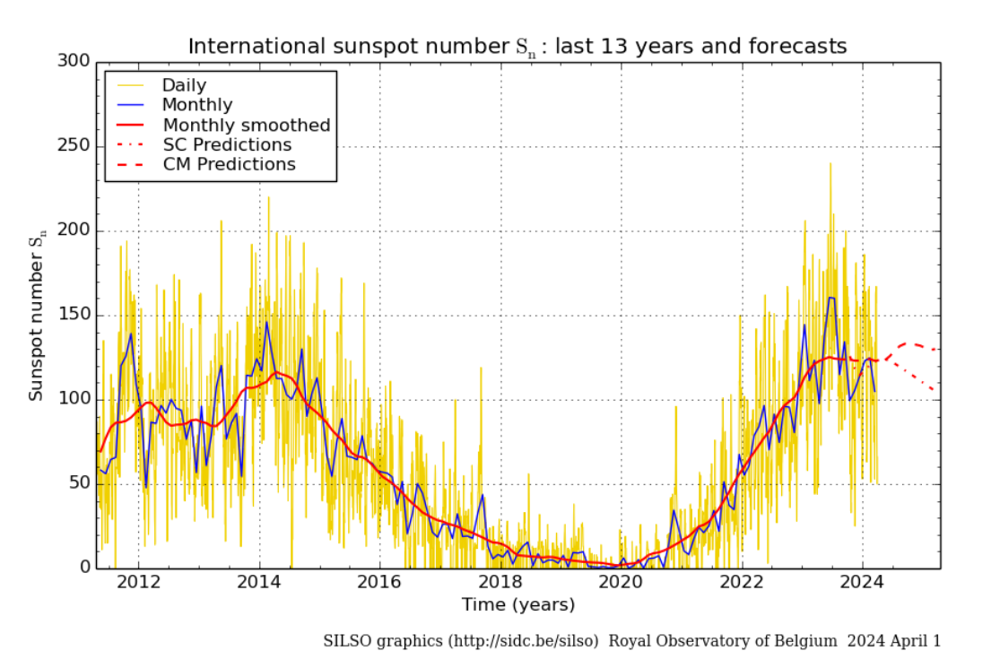 International sunspot number Sn : last 13 years and forecasts
300
250
200
150
100
50
0
Sunspot number Sn
Daily
Monthly
Monthly smoothed
SC Predictions
CM Predictions
2012 2014 2016 2018 2020 2022 2024
Time (years)
SILSO graphics (http://sidc.be/silso) Royal Observatory of Belgium 2024 April 1